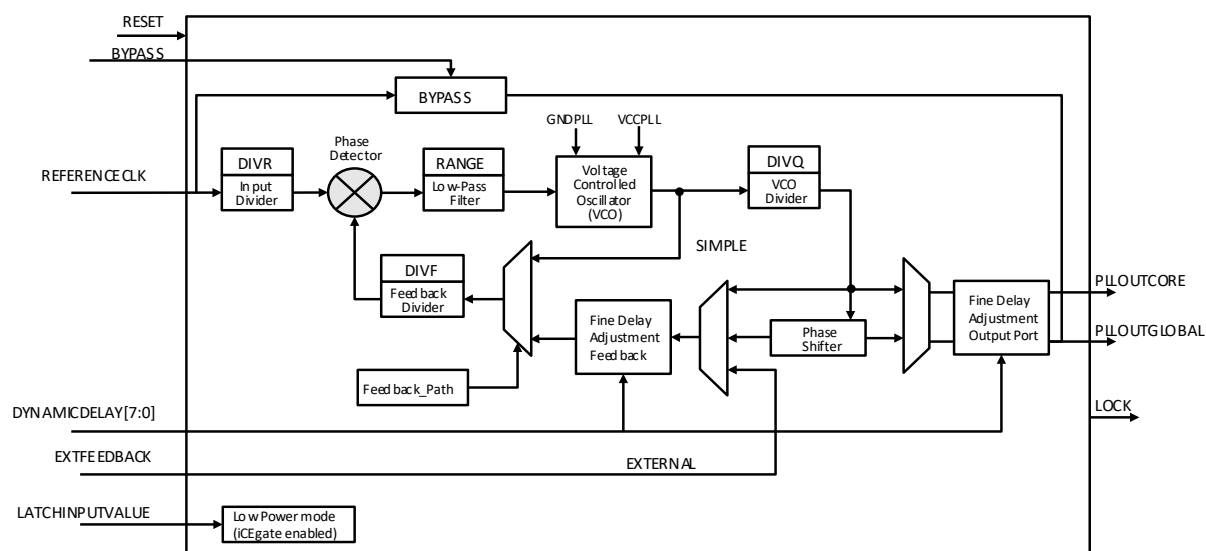 RESET
BYPASS
BYPASS
GNDPLL
VCCPLL
Phase
Detector
DIVR
Input
Divider
RANGE
Low-Pass
Filter
Voltage
Controlled
Oscillator
(VCO)
DIVQ
VCO
Divider
REFERENCECLK
SIMPLE
DIVF
Feedback
Divider
Fine Delay
Adjustment
Feedback
Phase
Shifter
Fine Delay
Adjustment
Output Port
PLLOUTCORE
PLLOUTGLOBAL
Feedback_Path
DYNAMICDELAY[7:0]
LOCK
EXTFEEDBACK
EXTERNAL
LATCHINPUTVALUE
Low Power mode
(iCEgate enabled)